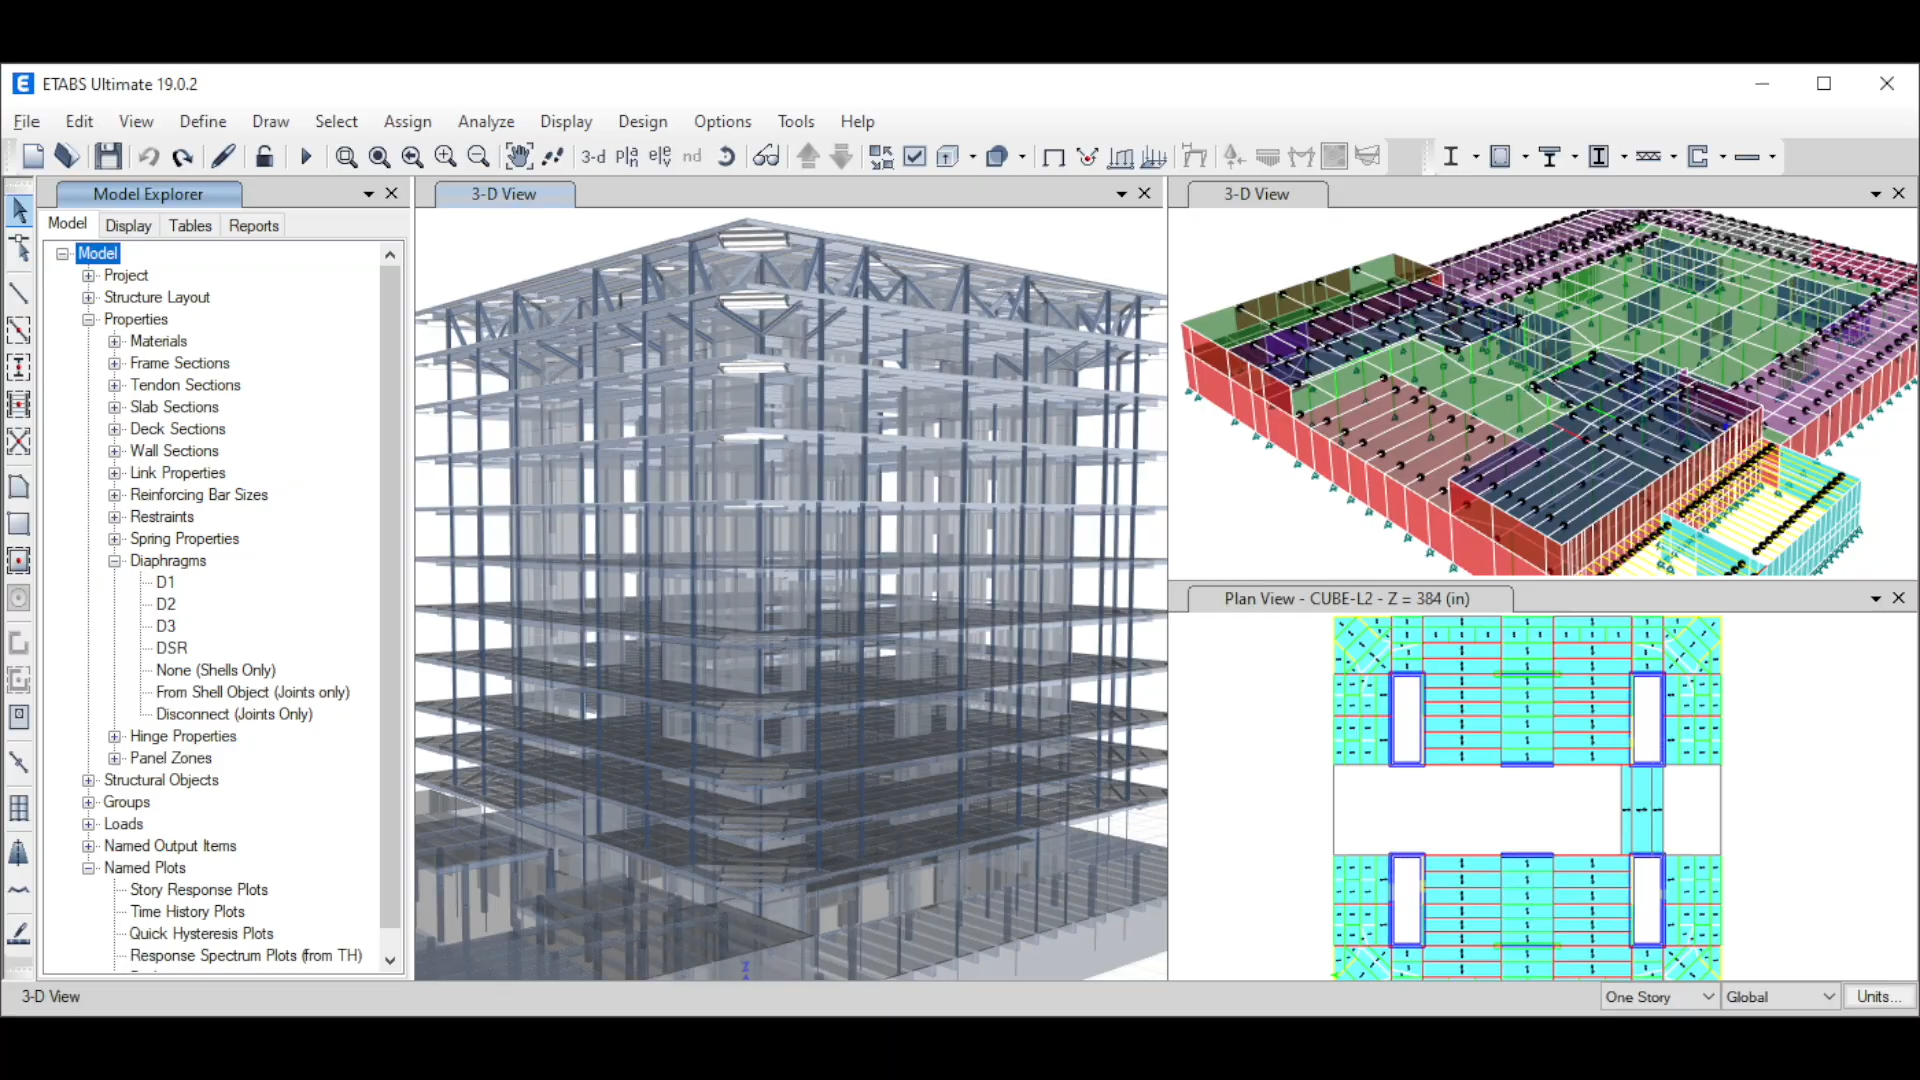 ETABS Ultimate 19.0.2
File Edit View Define Draw Select Assign Analyze Display Design Options Tools Help
3-d pla̲n ele̲v nd
Model Explorer
Model Display Tables Reports
Model
Project
Structure Layout
Properties
Materials
Frame Sections
Tendon Sections
Slab Sections
Deck Sections
Wall Sections
Link Properties
Reinforcing Bar Sizes
Restraints
Spring Properties
Diaphragms
D1
D2
D3
DSR
None (Shells Only)
From Shell Object (Joints only)
Disconnect (Joints Only)
Hinge Properties
Panel Zones
Structural Objects
Groups
Loads
Named Output Items
Named Plots
Story Response Plots
Time History Plots
Quick Hysteresis Plots
Response Spectrum Plots (from TH)
3-D View
Z
3-D View
Plan View - CUBE-L2 - Z = 384 (in)
3-D View
One Story
Global
Units...